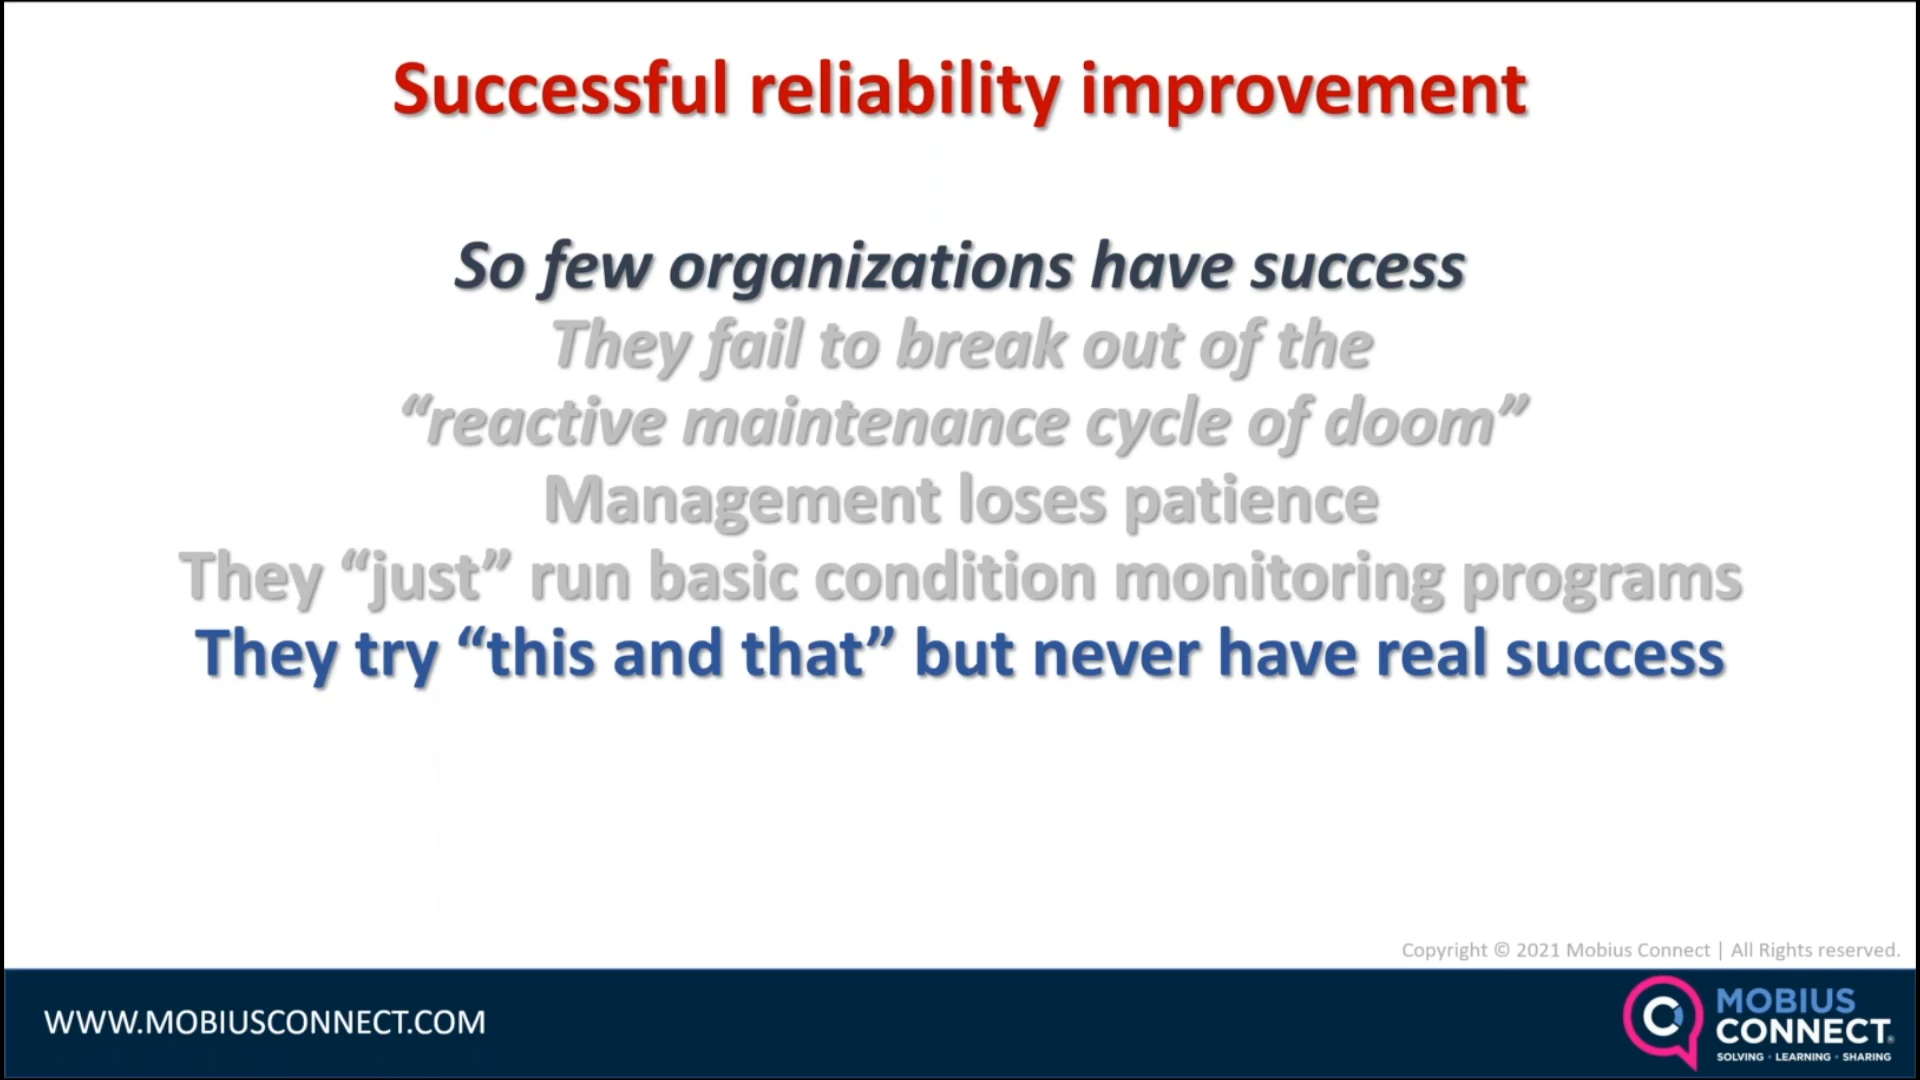 Successful reliability improvement
So few organizations have success
They fail to break out of the
“reactive maintenance cycle of doom”
Management loses patience
They “just” run basic condition monitoring programs
They try “this and that” but never have real success
Copyright © 2021 Mobius Connect | All Rights reserved.
WWW.MOBIUSCONNECT.COM
MOBIUS
CONNECT®
SOLVING · LEARNING · SHARING